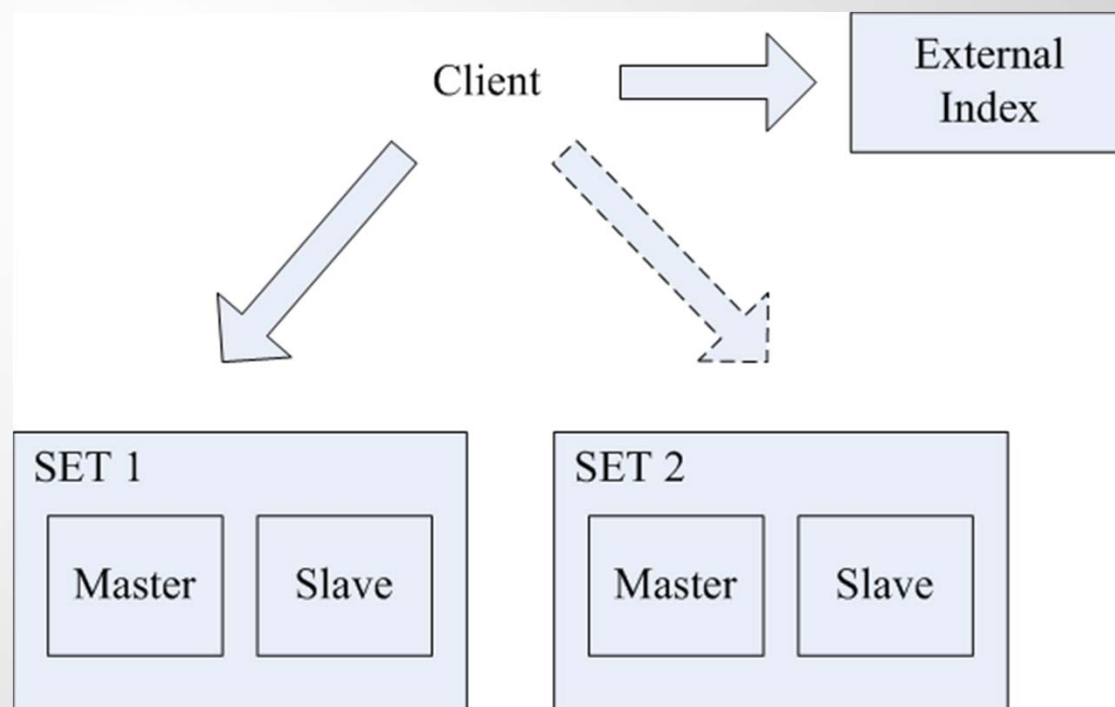 Client
External
Index
SET 1
Master
Slave
SET 2
Master
Slave